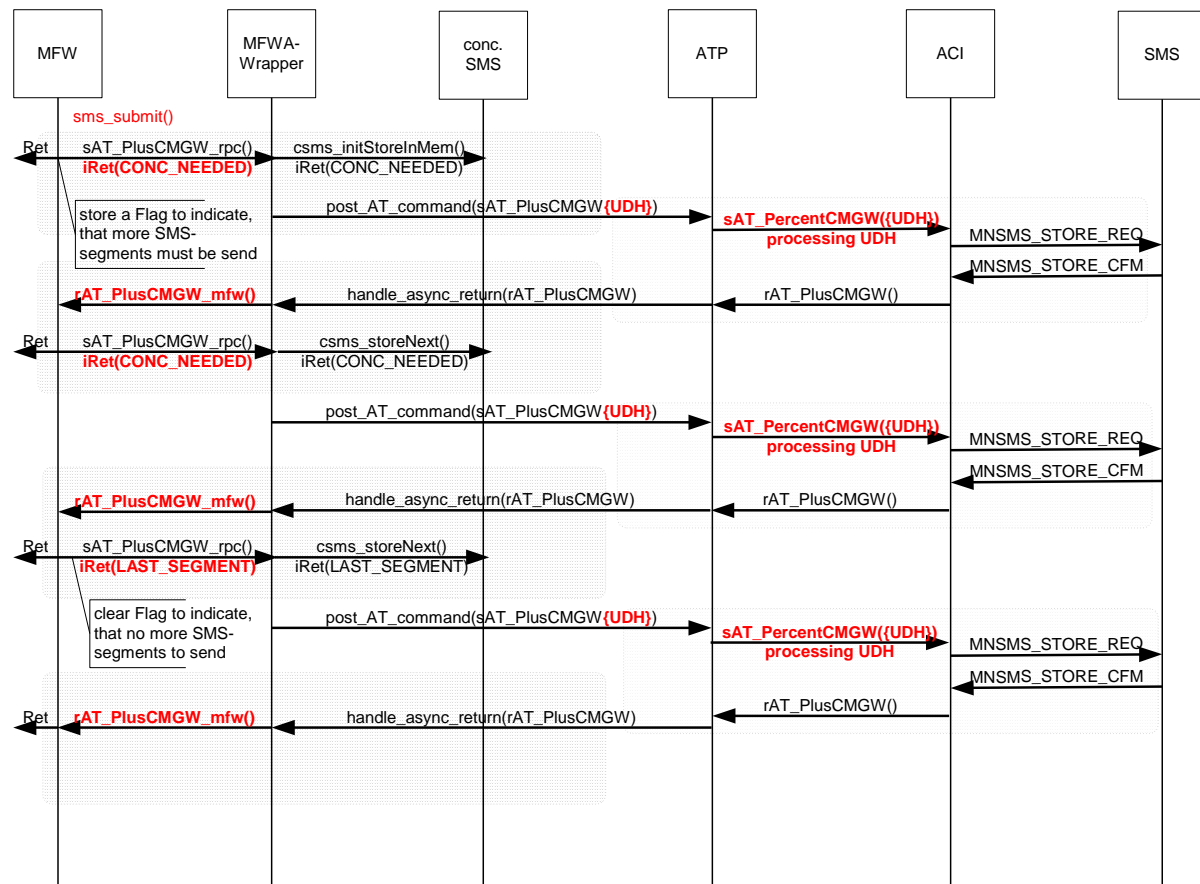 MFW
MFWA-
Wrapper
conc.
SMS
ATP
ACI
SMS
sms_submit()
Ret
sAT_PlusCMGW_rpc()
csms_initStoreInMem()
iRet(CONC_NEEDED)
iRet(CONC_NEEDED)
store a Flag to indicate,
that more SMS-
segments must be send
post_AT_command(sAT_PlusCMGW{UDH})
sAT_PercentCMGW({UDH})
processing UDH
MNSMS_STORE_REQ
MNSMS_STORE_CFM
rAT_PlusCMGW_mfw()
handle_async_return(rAT_PlusCMGW)
rAT_PlusCMGW()
Ret
sAT_PlusCMGW_rpc()
csms_storeNext()
iRet(CONC_NEEDED)
iRet(CONC_NEEDED)
post_AT_command(sAT_PlusCMGW{UDH})
sAT_PercentCMGW({UDH})
processing UDH
MNSMS_STORE_REQ
MNSMS_STORE_CFM
rAT_PlusCMGW_mfw()
handle_async_return(rAT_PlusCMGW)
rAT_PlusCMGW()
Ret
sAT_PlusCMGW_rpc()
csms_storeNext()
iRet(LAST_SEGMENT)
iRet(LAST_SEGMENT)
clear Flag to indicate,
that no more SMS-
segments to send
post_AT_command(sAT_PlusCMGW{UDH})
sAT_PercentCMGW({UDH})
processing UDH
MNSMS_STORE_REQ
MNSMS_STORE_CFM
rAT_PlusCMGW()
Ret
rAT_PlusCMGW_mfw()
handle_async_return(rAT_PlusCMGW)